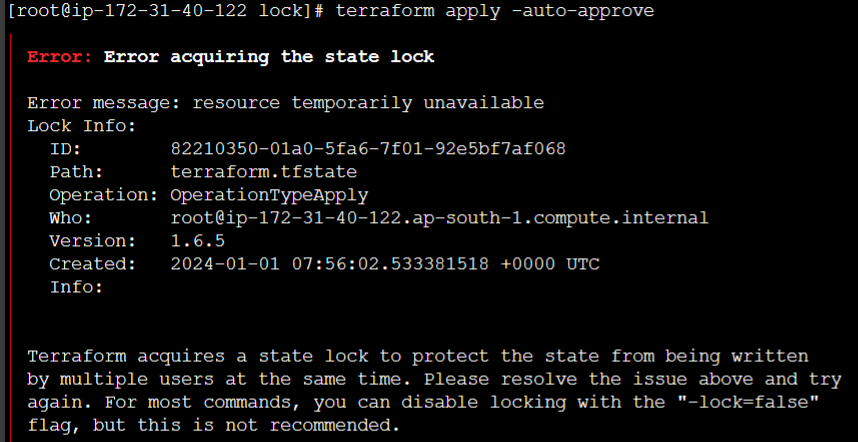 [root@ip-172-31-40-122 lock]# terraform apply -auto-approve
Error: Error acquiring the state lock
Error message: resource temporarily unavailable
Lock Info:
ID: 82210350-01a0-5fa6-7f01-92e5bf7af068
Path: terraform.tfstate
Operation: OperationTypeApply
Who: root@ip-172-31-40-122.ap-south-1.compute.internal
Version: 1.6.5
Created: 2024-01-01 07:56:02.533381518 +0000 UTC
Info:
Terraform acquires a state lock to protect the state from being written
by multiple users at the same time. Please resolve the issue above and try
again. For most commands, you can disable locking with the "-lock=false"
flag, but this is not recommended.